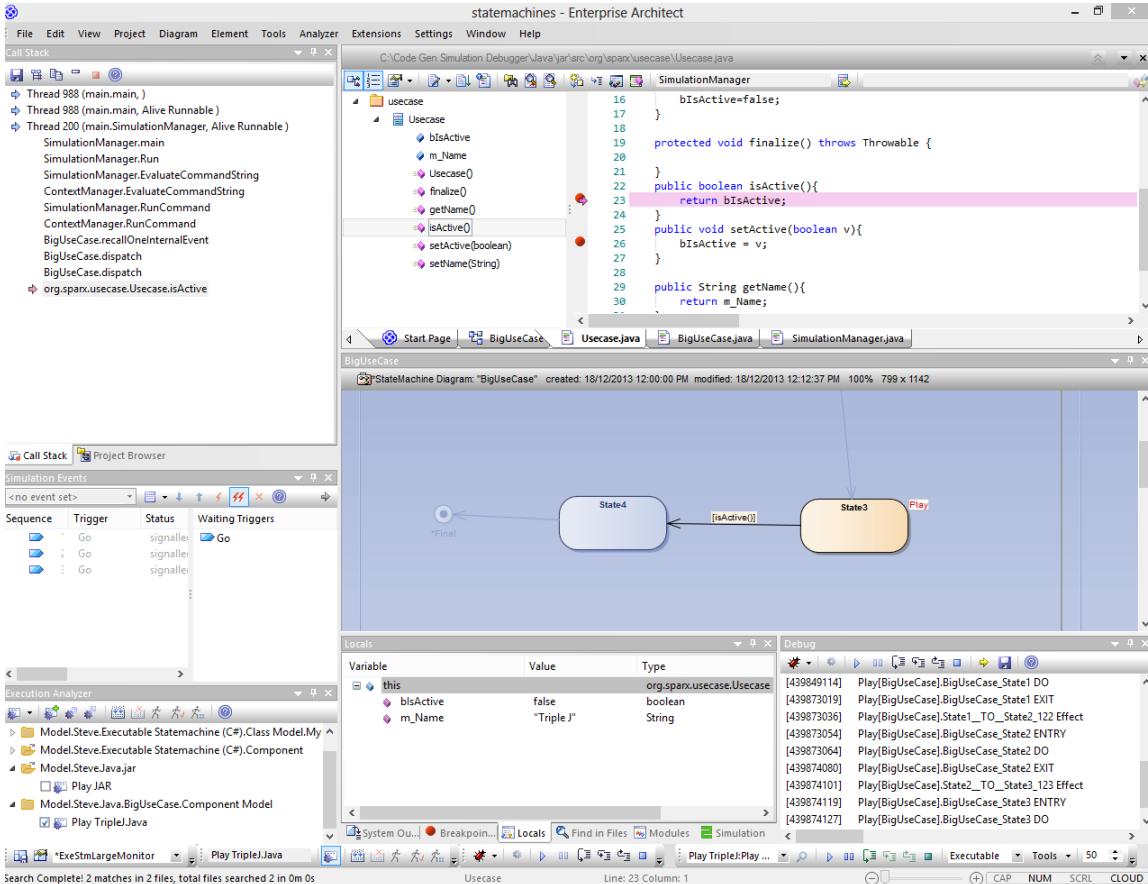 statemachines - Enterprise Architect
File Edit View Project Diagram Element Tools Analyzer Extensions Settings Window Help
Call Stack
Thread 988 (main.main, )
Thread 988 (main.main, Alive Runnable )
Thread 200 (main.SimulationManager, Alive Runnable )
SimulationManager.main
SimulationManager.Run
SimulationManager.EvaluateCommandString
ContextManager.EvaluateCommandString
SimulationManager.RunCommand
ContextManager.RunCommand
BigUseCase.recallOneInternalEvent
BigUseCase.dispatch
BigUseCase.dispatch
org.sparx.usecase.Usecase.isActive
Call Stack Project Browser
C:\Code Gen Simulation Debugger\Java\jar\src\org\sparx\usecase\Usecase.java
SimulationManager
usecase
Usecase
bIsActive
m_Name
Usecase()
finalize()
getName()
isActive()
setActive(boolean)
setName(String)
16 bIsActive=false;
17 }
18
19 protected void finalize() throws Throwable {
20
21 }
22 public boolean isActive(){
23 return bIsActive;
24 }
25 public void setActive(boolean v){
26 bIsActive = v;
27 }
28
29 public String getName(){
30 return m_Name;
Start Page BigUseCase Usecase.java BigUseCase.java SimulationManager.java
BigUseCase
*StateMachine Diagram: "BigUseCase" created: 18/12/2013 12:00:00 PM modified: 18/12/2013 12:12:37 PM 100% 799 x 1142
State4
State3
Play
[isActive()]
*Final
Simulation Events
<no event set>
Sequence Trigger Status Waiting Triggers
Go signalled Go
Go signalled
Go signalled
Execution Analyzer
Model.Steve.Executable Statemachine (C#).Class Model.My
Model.Steve.Executable Statemachine (C#).Component
Model.Steve.Java.jar
Play JAR
Model.Steve.Java.BigUseCase.Component Model
Play TripleJ.Java
Locals
Variable Value Type
this org.sparx.usecase.Usecase
bIsActive false boolean
m_Name "Triple J" String
System Ou... Breakpoin... Locals Find in Files Modules Simulation
Debug
[439849114] Play[BigUseCase].BigUseCase_State1 DO
[439873019] Play[BigUseCase].BigUseCase_State1 EXIT
[439873036] Play[BigUseCase].State1__TO__State2_122 Effect
[439873054] Play[BigUseCase].BigUseCase_State2 ENTRY
[439873064] Play[BigUseCase].BigUseCase_State2 DO
[439874080] Play[BigUseCase].BigUseCase_State2 EXIT
[439874101] Play[BigUseCase].State2__TO__State3_123 Effect
[439874119] Play[BigUseCase].BigUseCase_State3 ENTRY
[439874127] Play[BigUseCase].BigUseCase_State3 DO
*ExeStmLargeMonitor Play TripleJ.Java Play TripleJ:Play ... Executable Tools 50
Search Complete! 2 matches in 2 files, total files searched 2 in 0m 0s Usecase Line: 23 Column: 1 CAP NUM SCRL CLOUD